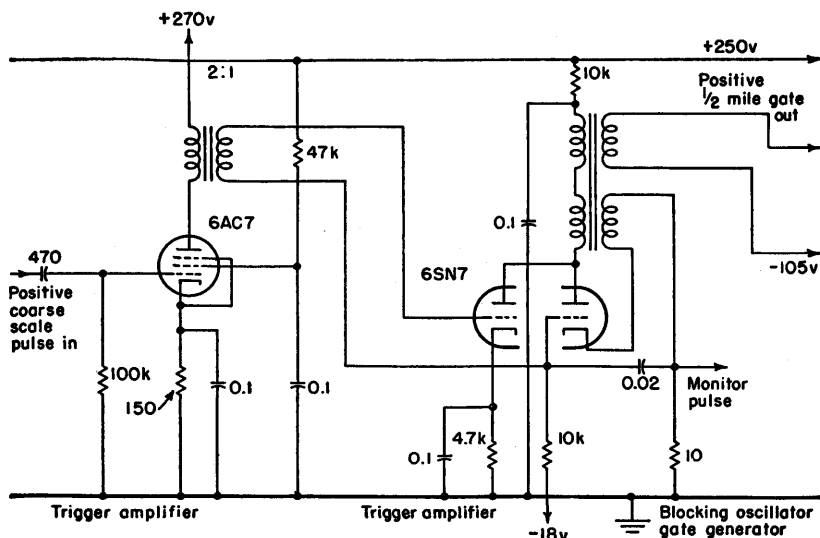 +270v
2:1
+250v
10k
Positive
1/2 mile gate
out
47k
6AC7
0.1
470
6SN7
-105v
Positive
coarse
scale
pulse in
0.02
Monitor
pulse
100k
150
0.1
0.1
4.7k
0.1
10k
10
Trigger amplifier
Trigger amplifier
-18v
Blocking oscillator
gate generator